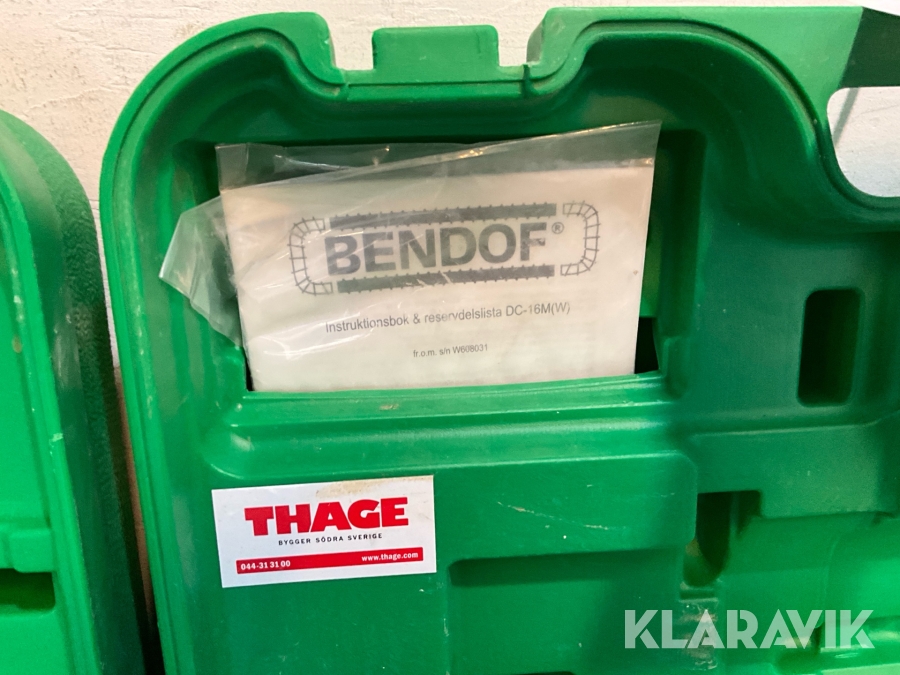 BENDOF®
Instruktionsbok & reservdelslista DC-16M(W)
fr.o.m. s/n W608031
THAGE
BYGGER SÖDRA SVERIGE
044-31 31 00 www.thage.com
KLARAVIK